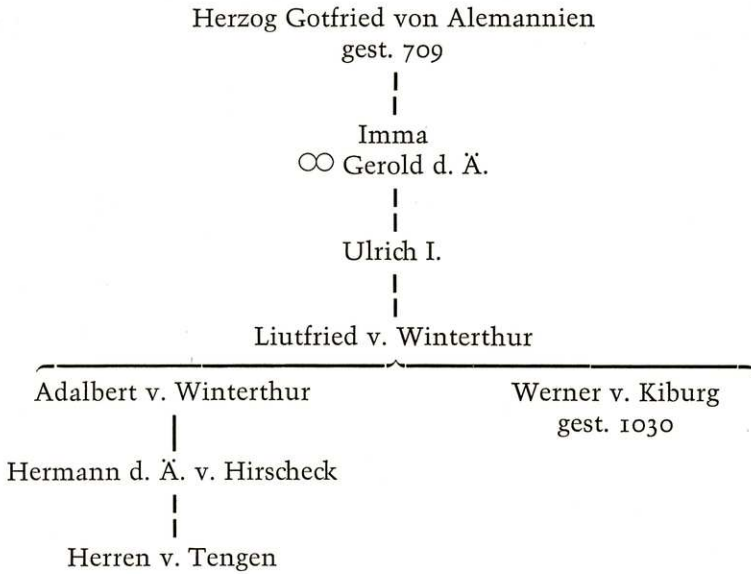 Herzog Gotfried von Alemannien
gest. 709
Imma
∞ Gerold d. Ä.
Ulrich I.
Liutfried v. Winterthur
Adalbert v. Winterthur
Werner v. Kiburg
gest. 1030
Hermann d. Ä. v. Hirscheck
Herren v. Tengen